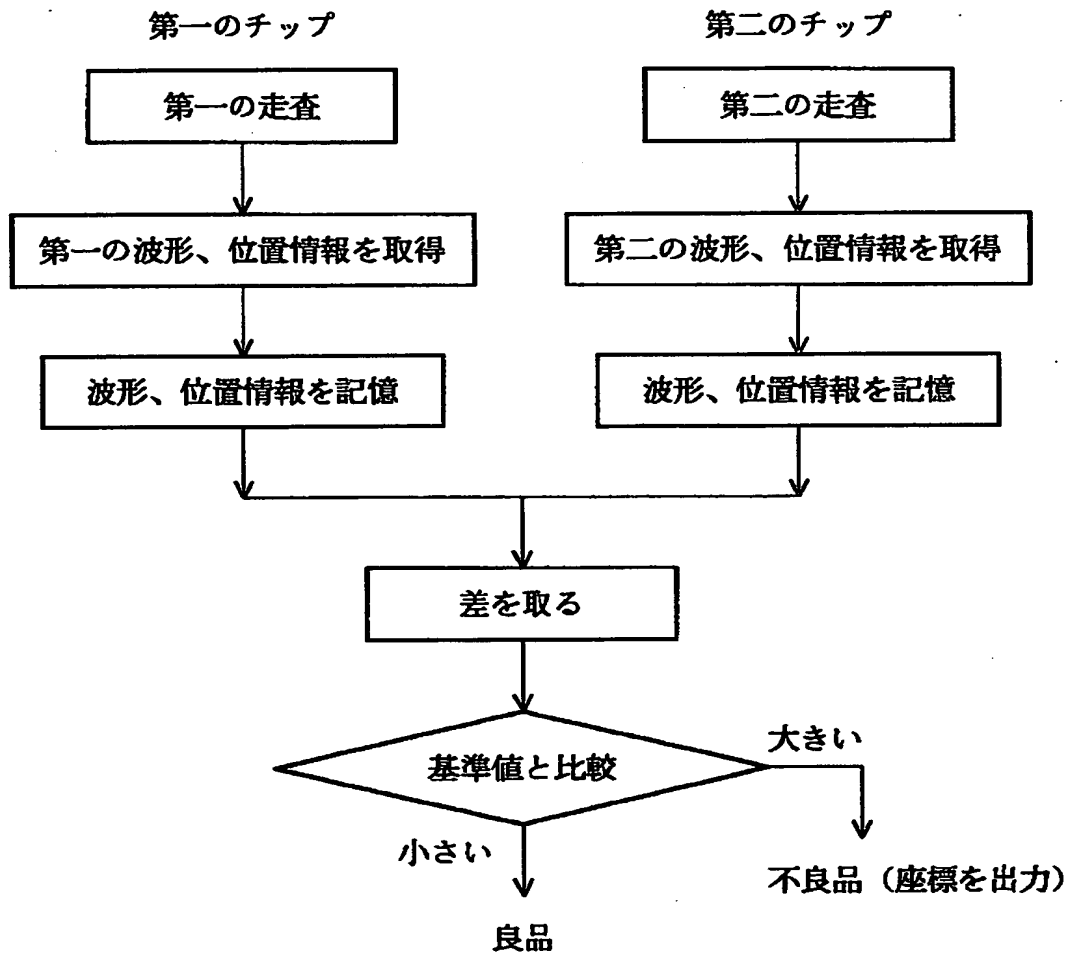 第一のチップ
第二のチップ
第一の走査
第二の走査
第一の波形、位置情報を取得
第二の波形、位置情報を取得
波形、位置情報を記憶
波形、位置情報を記憶
差を取る
基準値と比較
大きい
小さい
不良品（座標を出力）
良品